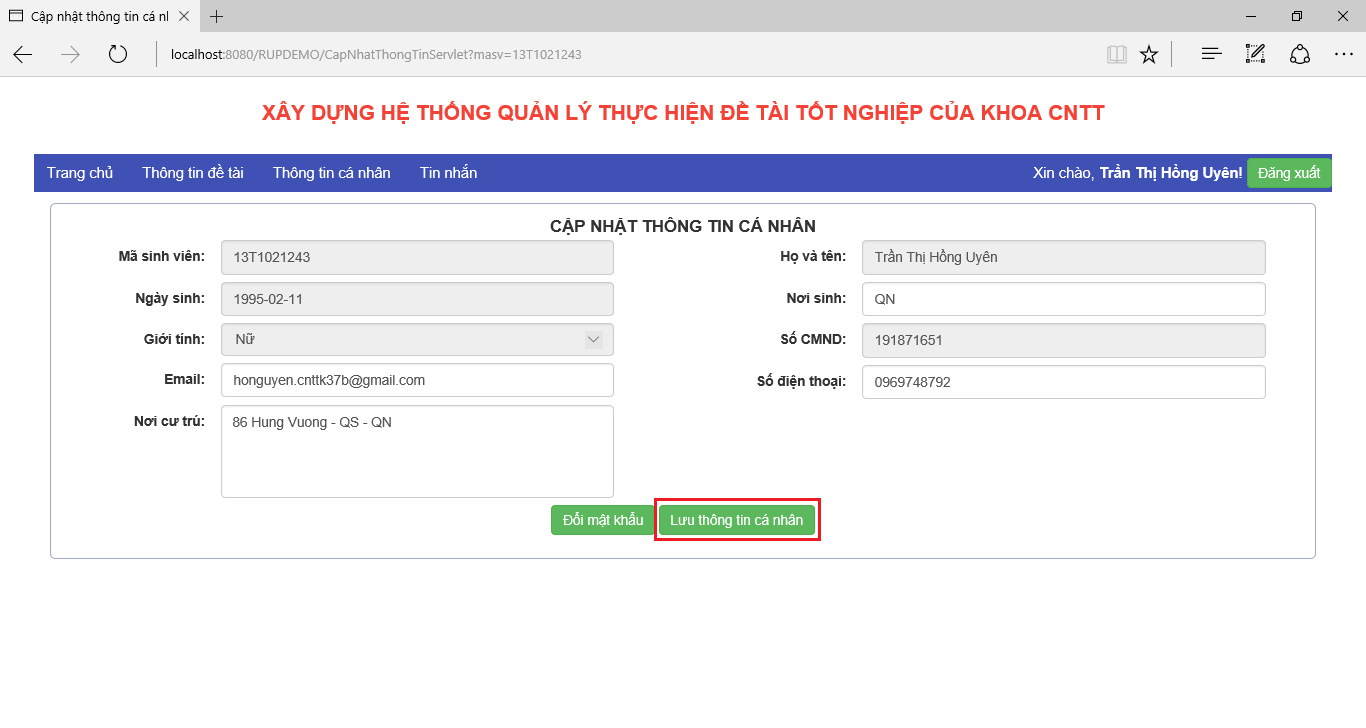 Cập nhật thông tin cá nl
localhost:8080/RUPDEMO/CapNhatThongTinServlet?masv=13T1021243
XÂY DỰNG HỆ THỐNG QUẢN LÝ THỰC HIỆN ĐỀ TÀI TỐT NGHIỆP CỦA KHOA CNTT
Trang chủ Thông tin đề tài Thông tin cá nhân Tin nhắn Xin chào, Trần Thị Hồng Uyên! Đăng xuất
CẬP NHẬT THÔNG TIN CÁ NHÂN
Mã sinh viên: 13T1021243 Họ và tên: Trần Thị Hồng Uyên
Ngày sinh: 1995-02-11 Nơi sinh: QN
Giới tính: Nữ Số CMND: 191871651
Email: honguyen.cnttk37b@gmail.com Số điện thoại: 0969748792
Nơi cư trú: 86 Hung Vuong - QS - QN
Đổi mật khẩu Lưu thông tin cá nhân